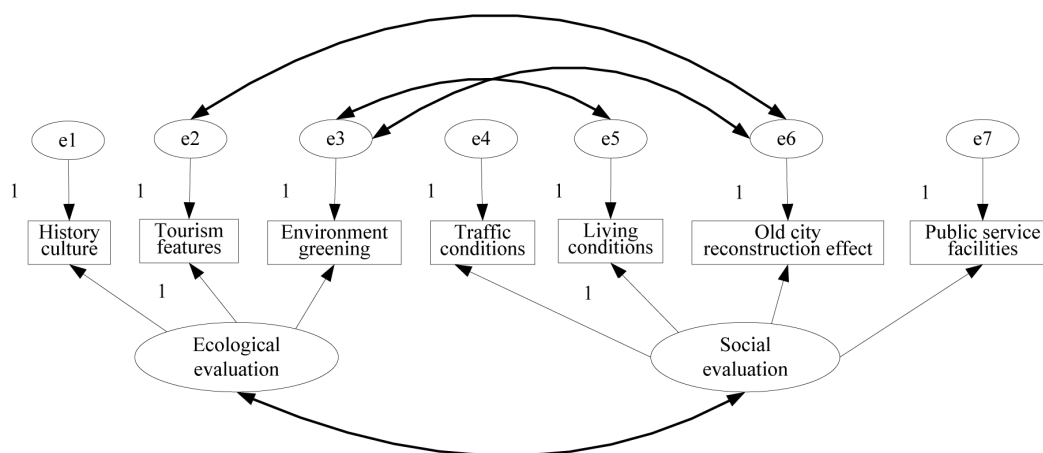 e1
e2
e3
e4
e5
e6
e7
1
1
1
1
1
1
1
History
culture
Tourism
features
Environment
greening
Traffic
conditions
Living
conditions
Old city
reconstruction effect
Public service
facilities
1
1
Ecological
evaluation
Social
evaluation